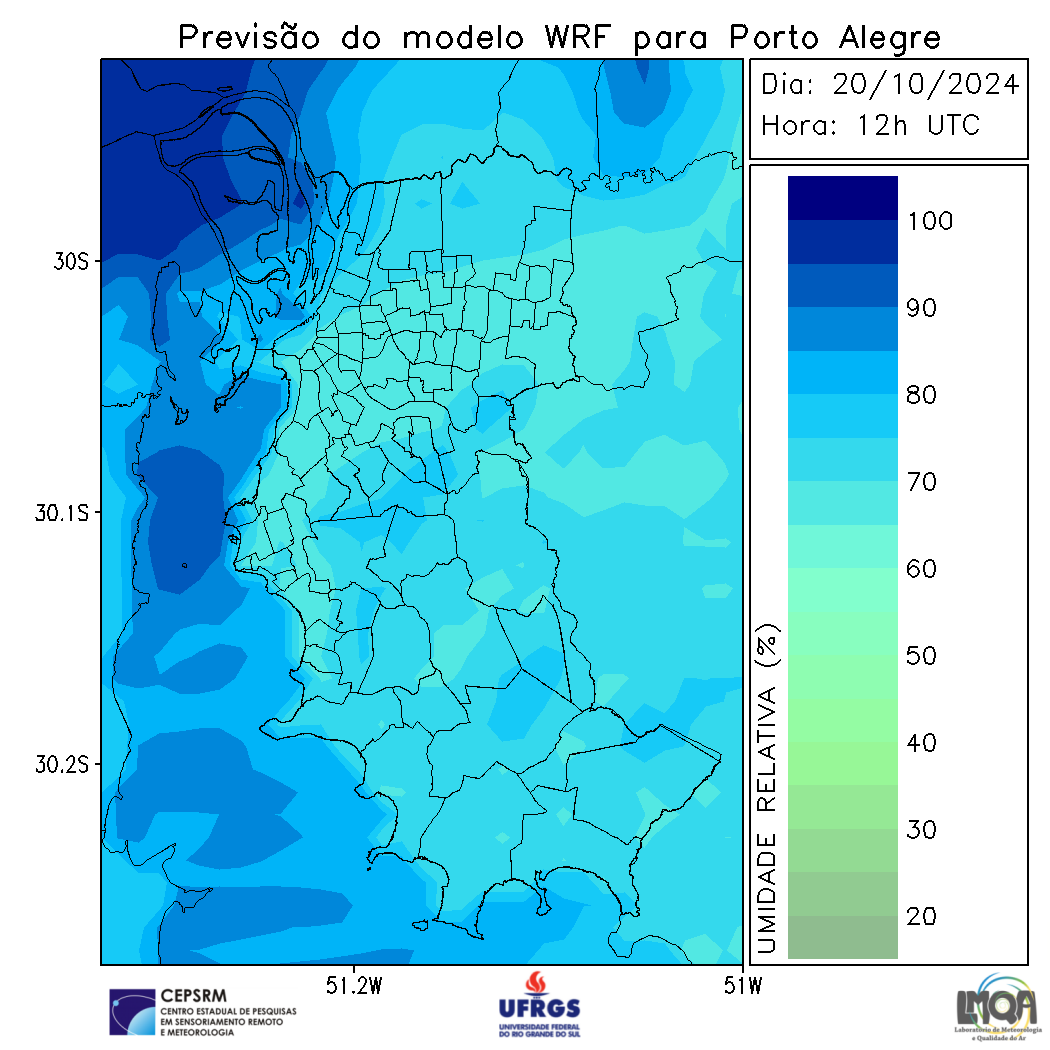 Previsão do modelo WRF para Porto Alegre
Dia: 20/10/2024
Hora: 12h UTC
30S
30.1S
30.2S
51.2W
51W
100
90
80
70
60
50
40
30
20
UMIDADE RELATIVA (%)
CEPSRM
CENTRO ESTADUAL DE PESQUISAS
EM SENSORIAMENTO REMOTO
E METEOROLOGIA
UFRGS
UNIVERSIDADE FEDERAL
DO RIO GRANDE DO SUL
LMQA
Laboratório de Meteorologia
e Qualidade do Ar